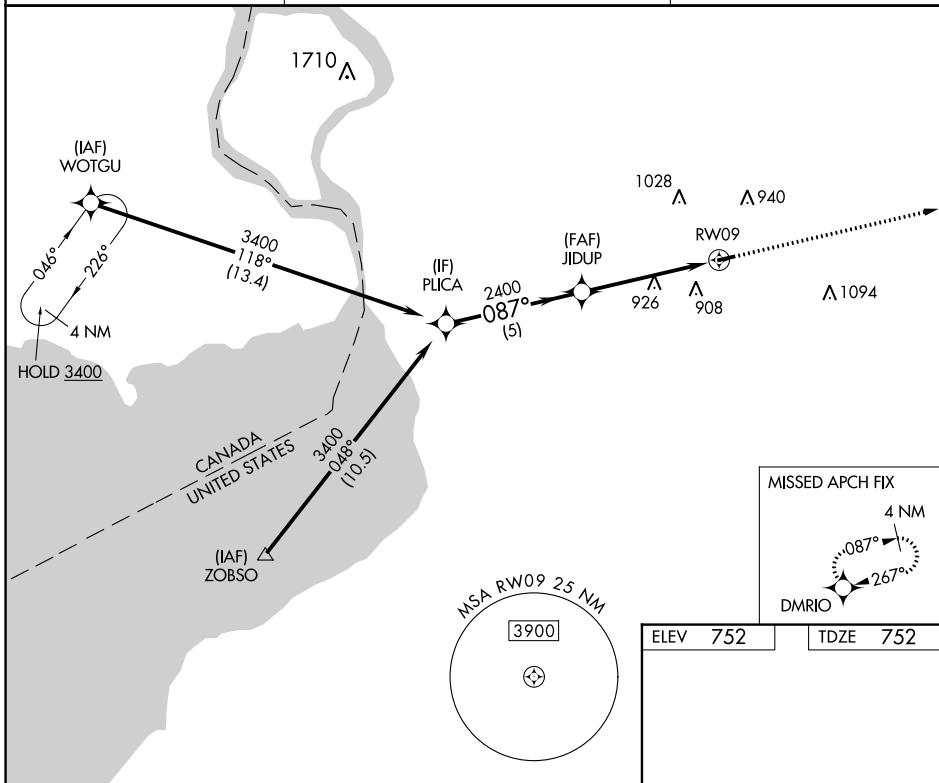 1710
(IAF)
WOTGU
046°
226°
4 NM
HOLD 3400
3400
118°
(13.4)
(IF)
PLICA
2400
087°
(5)
(FAF)
JIDUP
1028
940
RW09
926
908
1094
CANADA
UNITED STATES
3400
048°
(10.5)
(IAF)
ZOBSO
MISSED APCH FIX
4 NM
087°
267°
DMRIO
MSA RW09 25 NM
3900
ELEV 752
TDZE 752